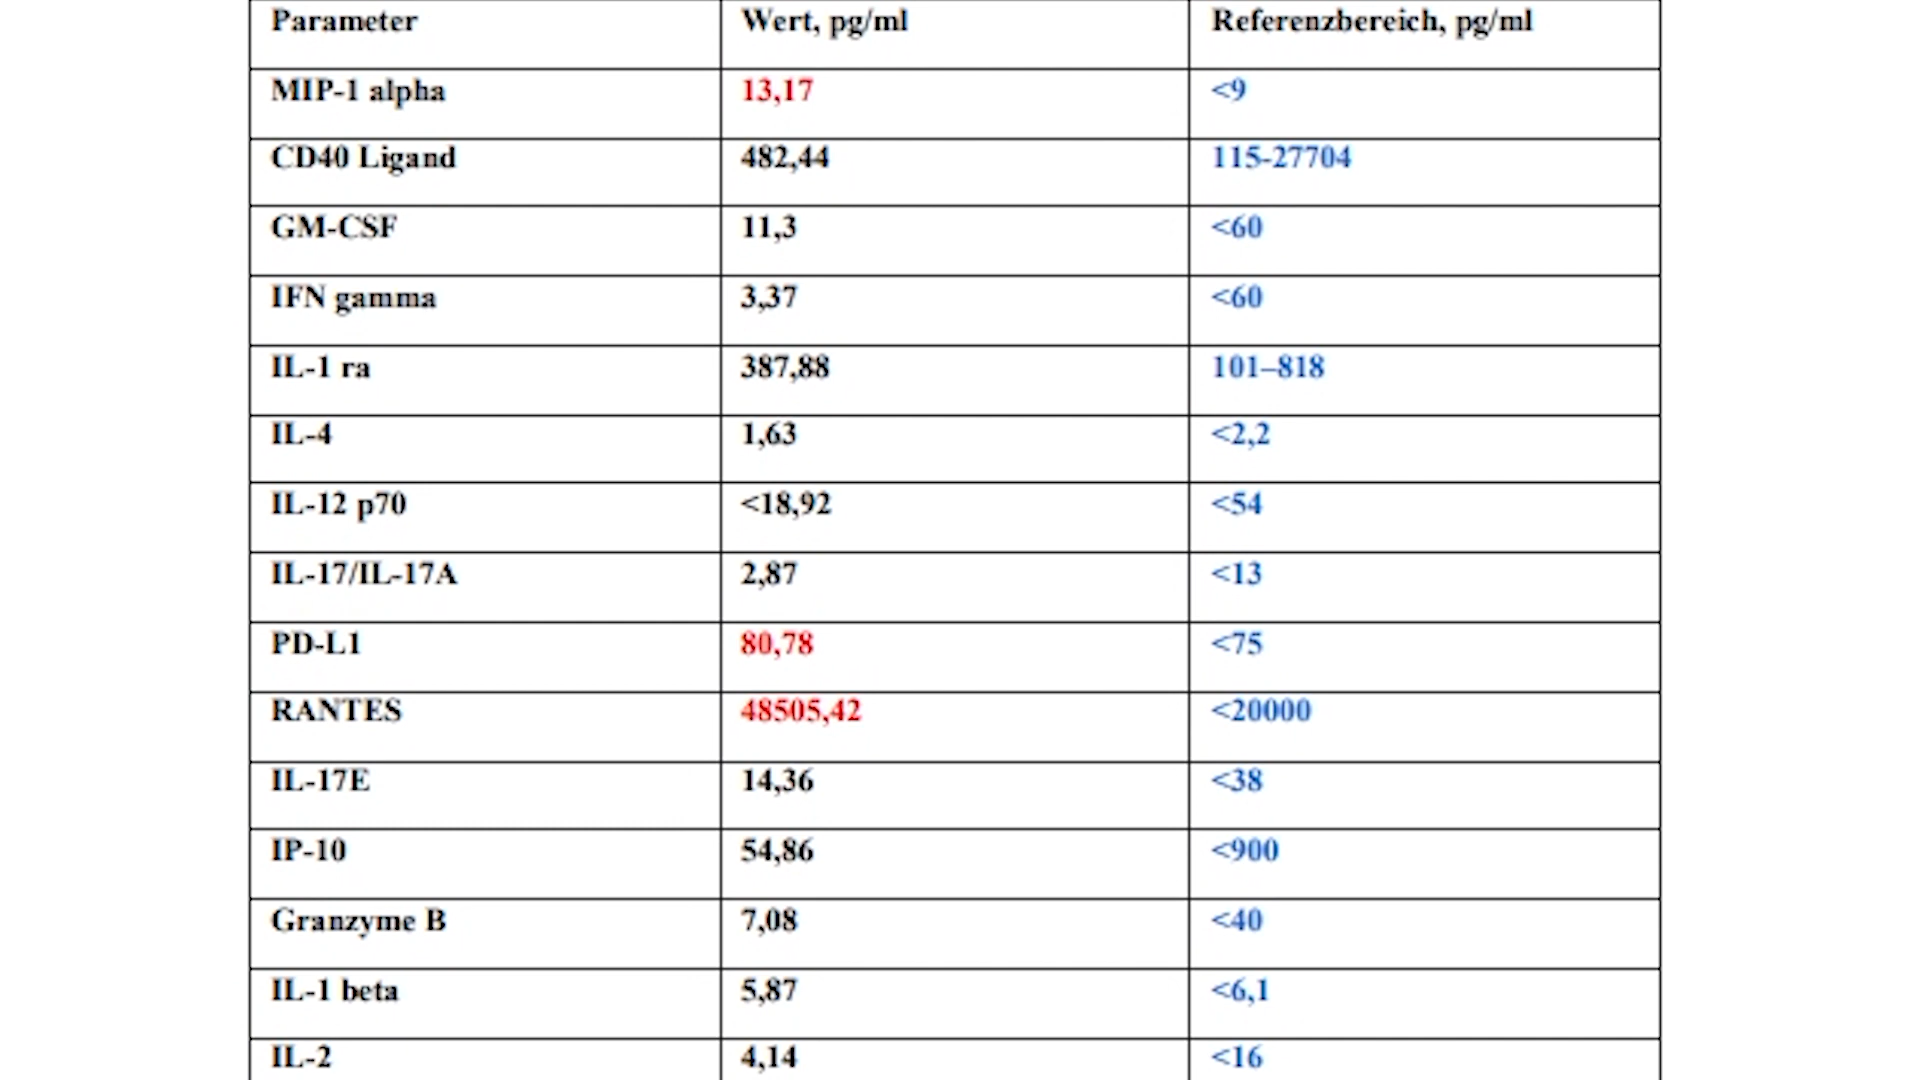 Parameter Wert, pg/ml Referenzbereich, pg/ml
MIP-1 alpha 13,17 <9
CD40 Ligand 482,44 115-27704
GM-CSF 11,3 <60
IFN gamma 3,37 <60
IL-1 ra 387,88 101–818
IL-4 1,63 <2,2
IL-12 p70 <18,92 <54
IL-17/IL-17A 2,87 <13
PD-L1 80,78 <75
RANTES 48505,42 <20000
IL-17E 14,36 <38
IP-10 54,86 <900
Granzyme B 7,08 <40
IL-1 beta 5,87 <6,1
IL-2 4,14 <16